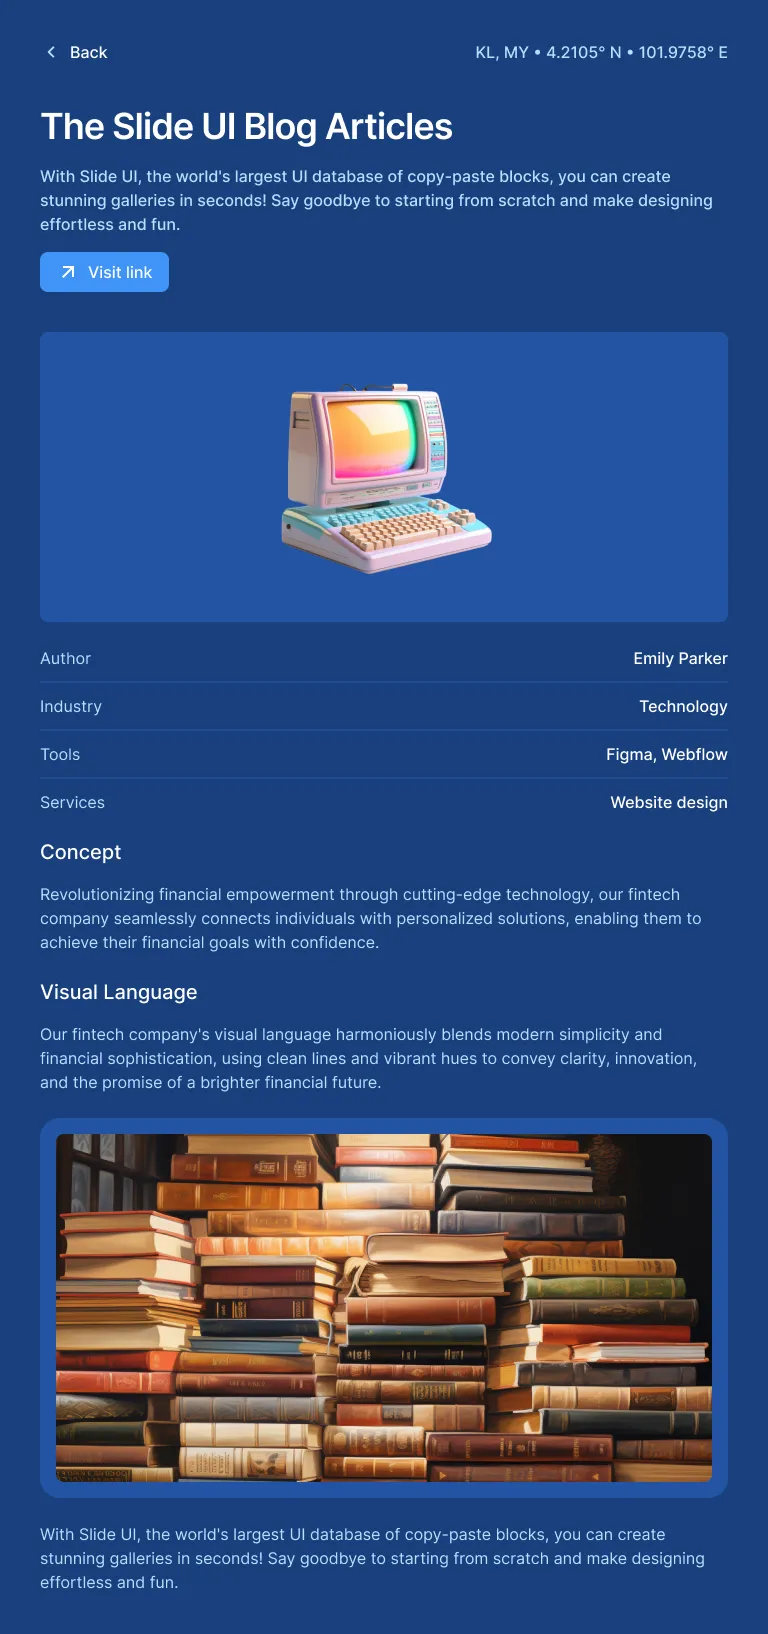 Back
KL, MY • 4.2105° N • 101.9758° E
The Slide UI Blog Articles
With Slide UI, the world's largest UI database of copy-paste blocks, you can create
stunning galleries in seconds! Say goodbye to starting from scratch and make designing
effortless and fun.
Visit link
Author
Emily Parker
Industry
Technology
Tools
Figma, Webflow
Services
Website design
Concept
Revolutionizing financial empowerment through cutting-edge technology, our fintech
company seamlessly connects individuals with personalized solutions, enabling them to
achieve their financial goals with confidence.
Visual Language
Our fintech company's visual language harmoniously blends modern simplicity and
financial sophistication, using clean lines and vibrant hues to convey clarity, innovation,
and the promise of a brighter financial future.
With Slide UI, the world's largest UI database of copy-paste blocks, you can create
stunning galleries in seconds! Say goodbye to starting from scratch and make designing
effortless and fun.